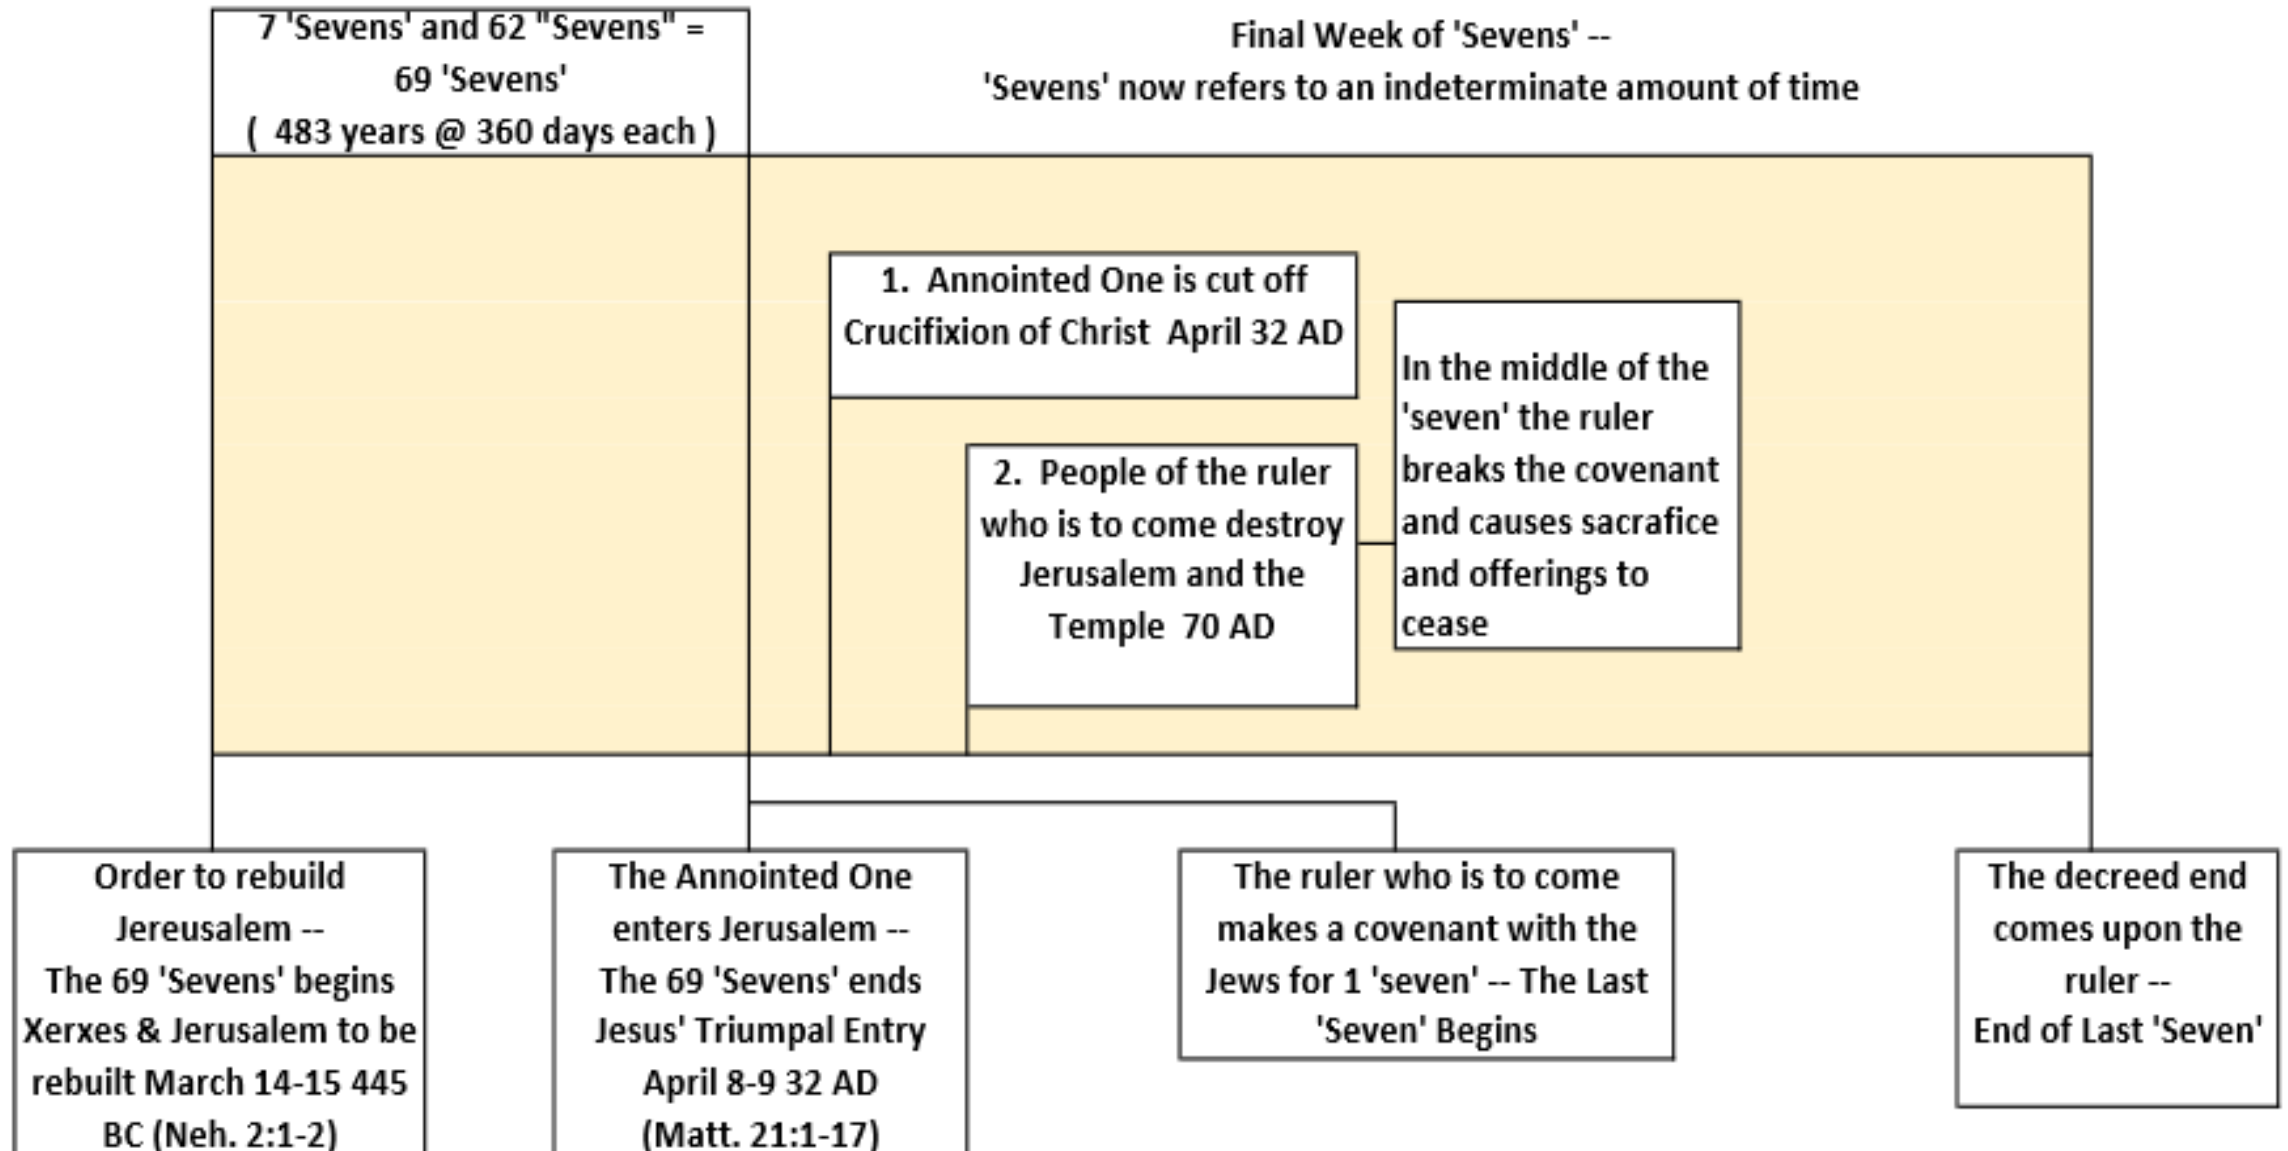 7 'Sevens' and 62 "Sevens" =
69 'Sevens'
( 483 years @ 360 days each )
Final Week of 'Sevens' --
'Sevens' now refers to an indeterminate amount of time
1. Annointed One is cut off
Crucifixion of Christ April 32 AD
2. People of the ruler
who is to come destroy
Jerusalem and the
Temple 70 AD
In the middle of the
'seven' the ruler
breaks the covenant
and causes sacrafice
and offerings to
cease
Order to rebuild
Jereusalem --
The 69 'Sevens' begins
Xerxes & Jerusalem to be
rebuilt March 14-15 445
BC (Neh. 2:1-2)
The Annointed One
enters Jerusalem --
The 69 'Sevens' ends
Jesus' Triumpal Entry
April 8-9 32 AD
(Matt. 21:1-17)
The ruler who is to come
makes a covenant with the
Jews for 1 'seven' -- The Last
'Seven' Begins
The decreed end
comes upon the
ruler --
End of Last 'Seven'